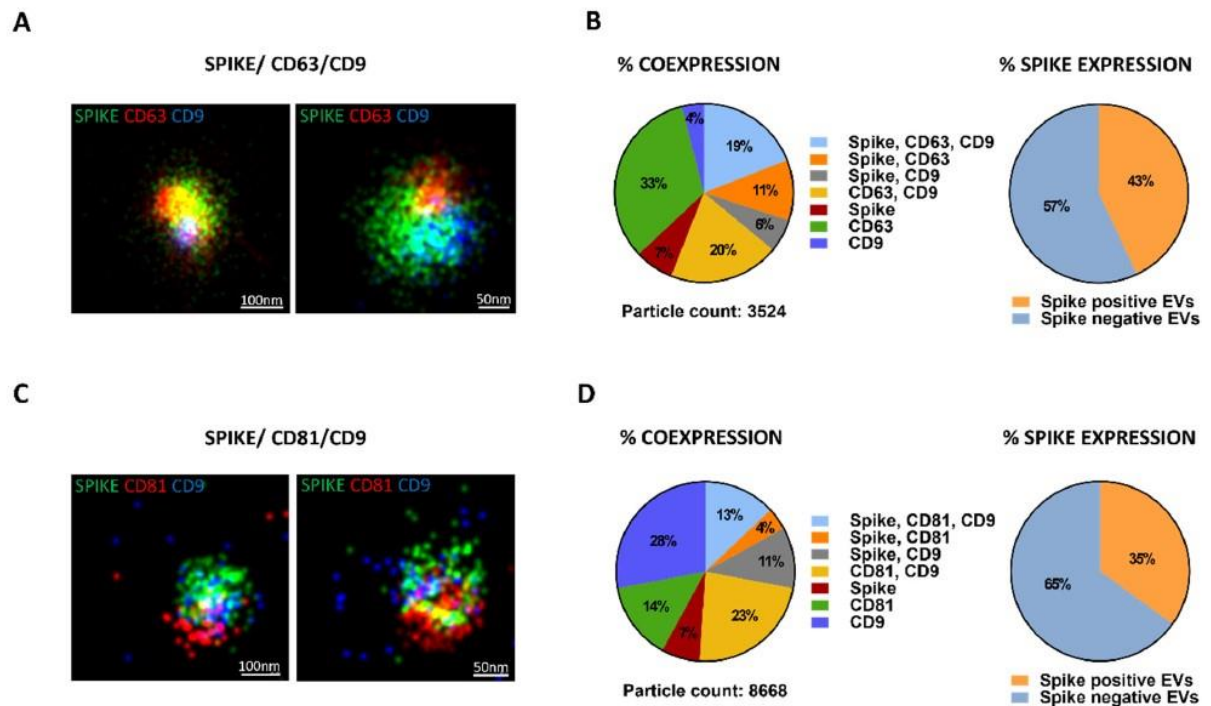 A
SPIKE/ CD63/CD9
SPIKE CD63 CD9
100nm
SPIKE CD63 CD9
50nm
B
% COEXPRESSION
4%
19%
33%
11%
6%
20%
7%
Spike, CD63, CD9
Spike, CD63
Spike, CD9
CD63, CD9
Spike
CD63
CD9
Particle count: 3524
% SPIKE EXPRESSION
43%
57%
Spike positive EVs
Spike negative EVs
C
SPIKE/ CD81/CD9
SPIKE CD81 CD9
100nm
SPIKE CD81 CD9
50nm
D
% COEXPRESSION
13%
28%
4%
11%
14%
23%
7%
Spike, CD81, CD9
Spike, CD81
Spike, CD9
CD81, CD9
Spike
CD81
CD9
Particle count: 8668
% SPIKE EXPRESSION
35%
65%
Spike positive EVs
Spike negative EVs